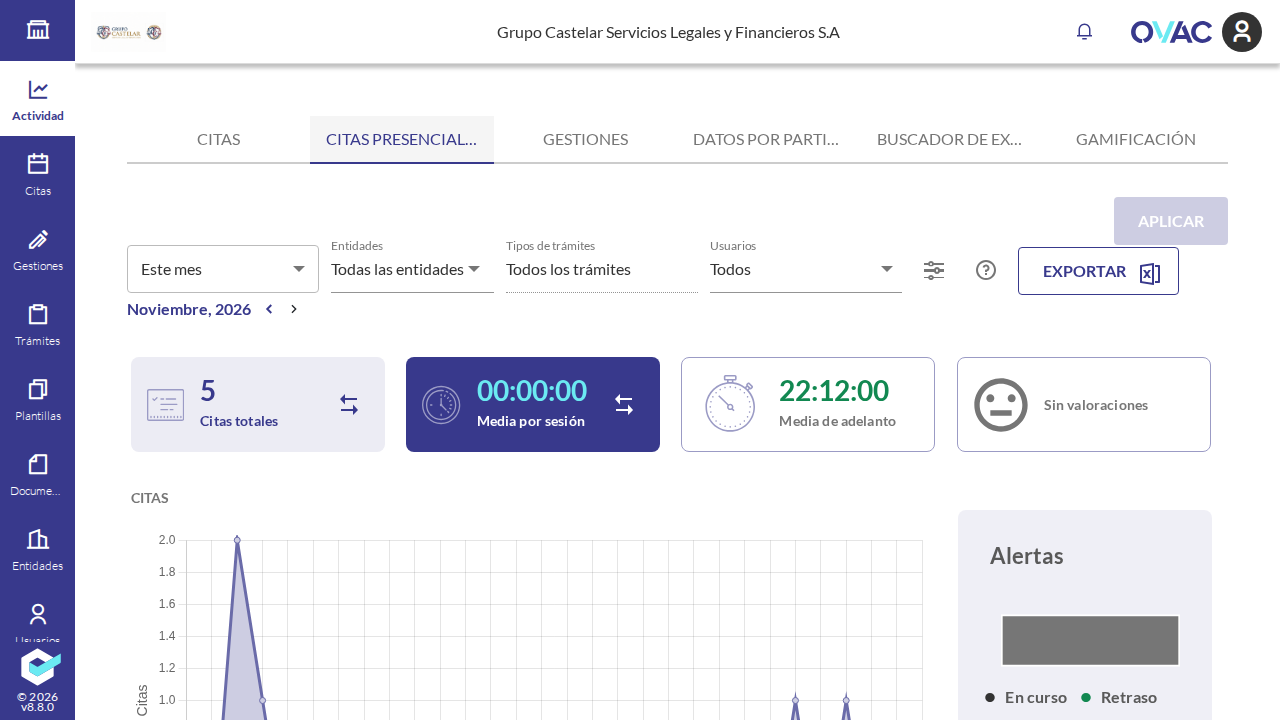 GRUPO
CASTELAR
Grupo Castelar Servicios Legales y Financieros S.A
OVAC
Actividad
Citas
Gestiones
Trámites
Plantillas
Docume...
Entidades
Usuarios
© 2026
v8.8.0
CITAS
CITAS PRESENCIAL...
GESTIONES
DATOS POR PARTI...
BUSCADOR DE EX...
GAMIFICACIÓN
APLICAR
Este mes
Entidades
Todas las entidades
Tipos de trámites
Todos los trámites
Usuarios
Todos
EXPORTAR
Noviembre, 2026
5
Citas totales
00:00:00
Media por sesión
22:12:00
Media de adelanto
Sin valoraciones
CITAS
2.0
1.8
1.6
1.4
1.2
1.0
Citas
Alertas
En curso
Retraso